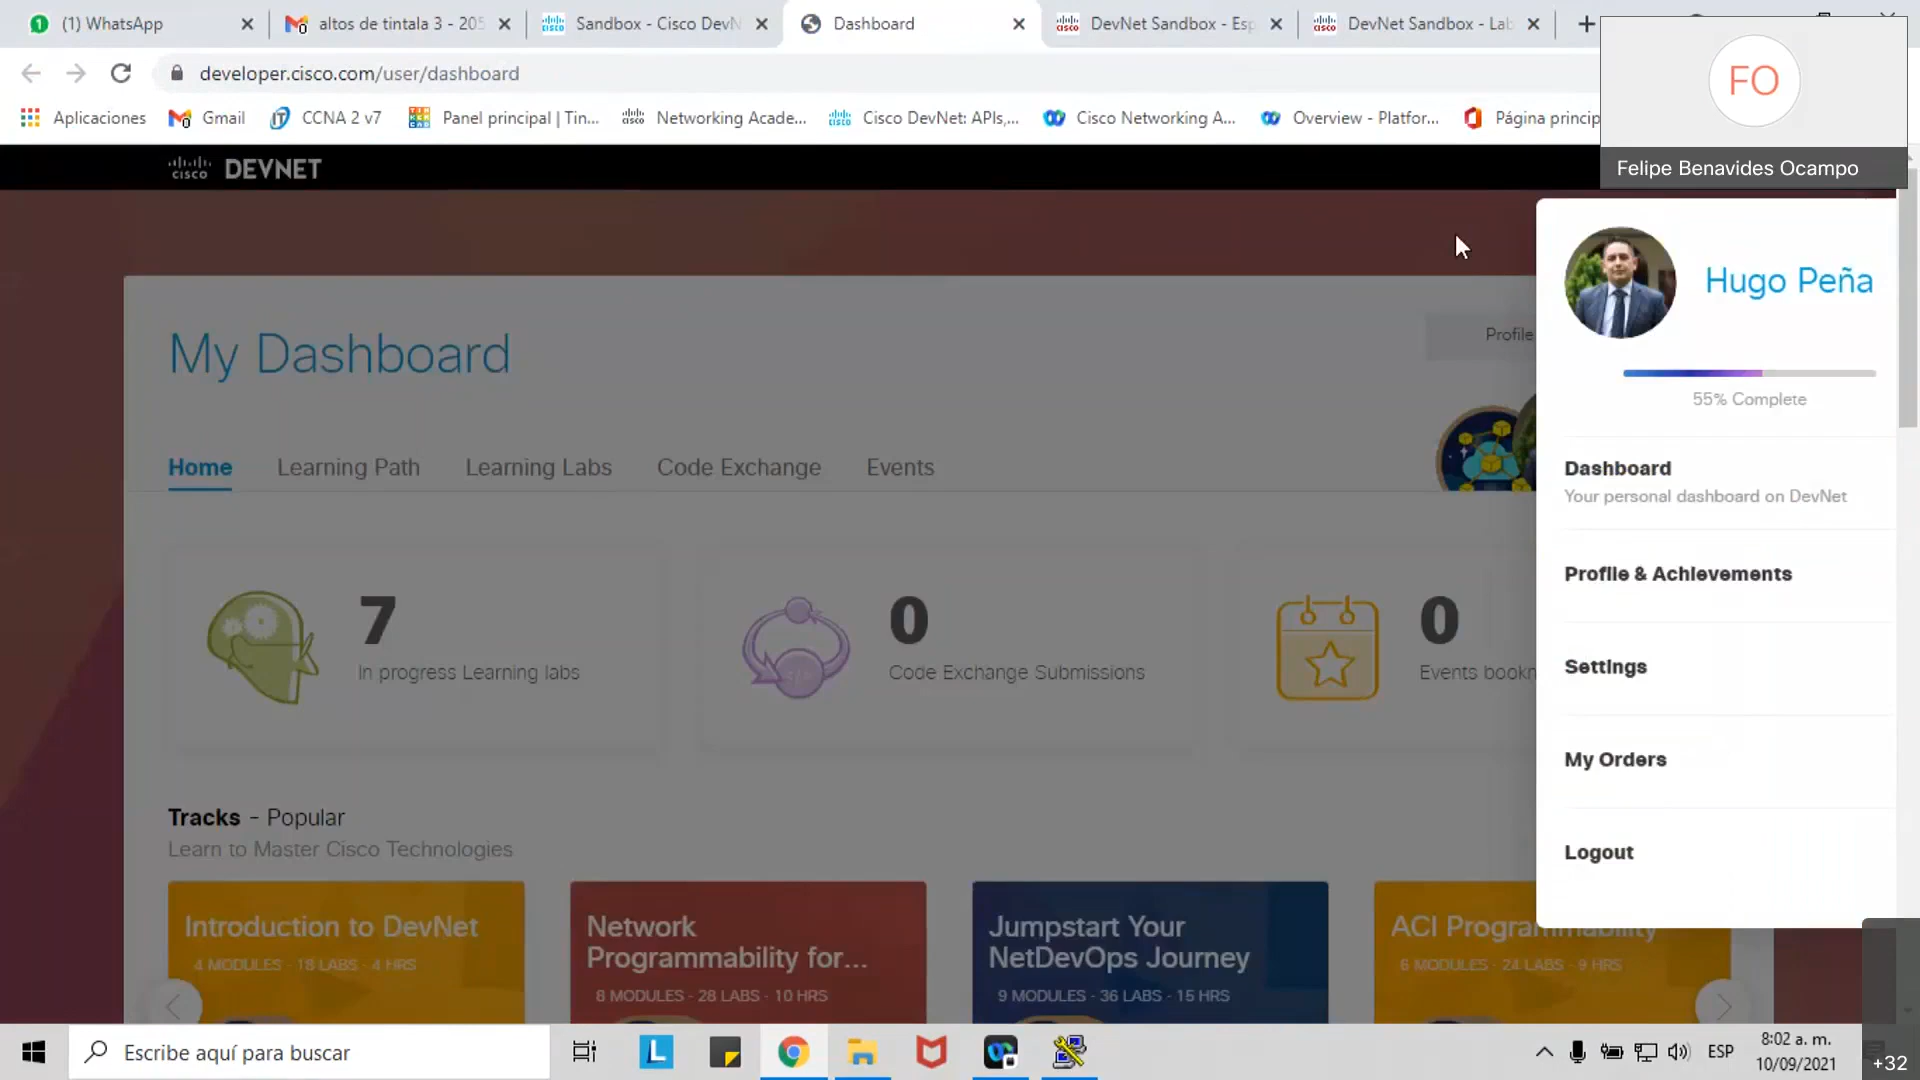 (1) WhatsApp
altos de tintala 3 - 205
Sandbox - Cisco DevN
Dashboard
DevNet Sandbox - Esp
DevNet Sandbox - Lab
developer.cisco.com/user/dashboard
Aplicaciones
Gmail
CCNA 2 v7
Panel principal | Tin...
Networking Acade...
Cisco DevNet: APIs,...
Cisco Networking A...
Overview - Platfor...
Página princip
FO
Felipe Benavides Ocampo
cisco DEVNET
Hugo Peña
55% Complete
My Dashboard
Profile
Home
Learning Path
Learning Labs
Code Exchange
Events
Dashboard
Your personal dashboard on DevNet
Profile & Achievements
Settings
My Orders
Logout
7
In progress Learning labs
0
Code Exchange Submissions
0
Events bookn
Tracks - Popular
Learn to Master Cisco Technologies
Introduction to DevNet
4 MODULES - 18 LABS - 4 HRS
Network
Programmability for...
8 MODULES - 28 LABS - 10 HRS
Jumpstart Your
NetDevOps Journey
9 MODULES - 36 LABS - 15 HRS
ACI Programmability
6 MODULES - 24 LABS - 9 HRS
Escribe aquí para buscar
ESP
8:02 a. m.
10/09/2021
+32